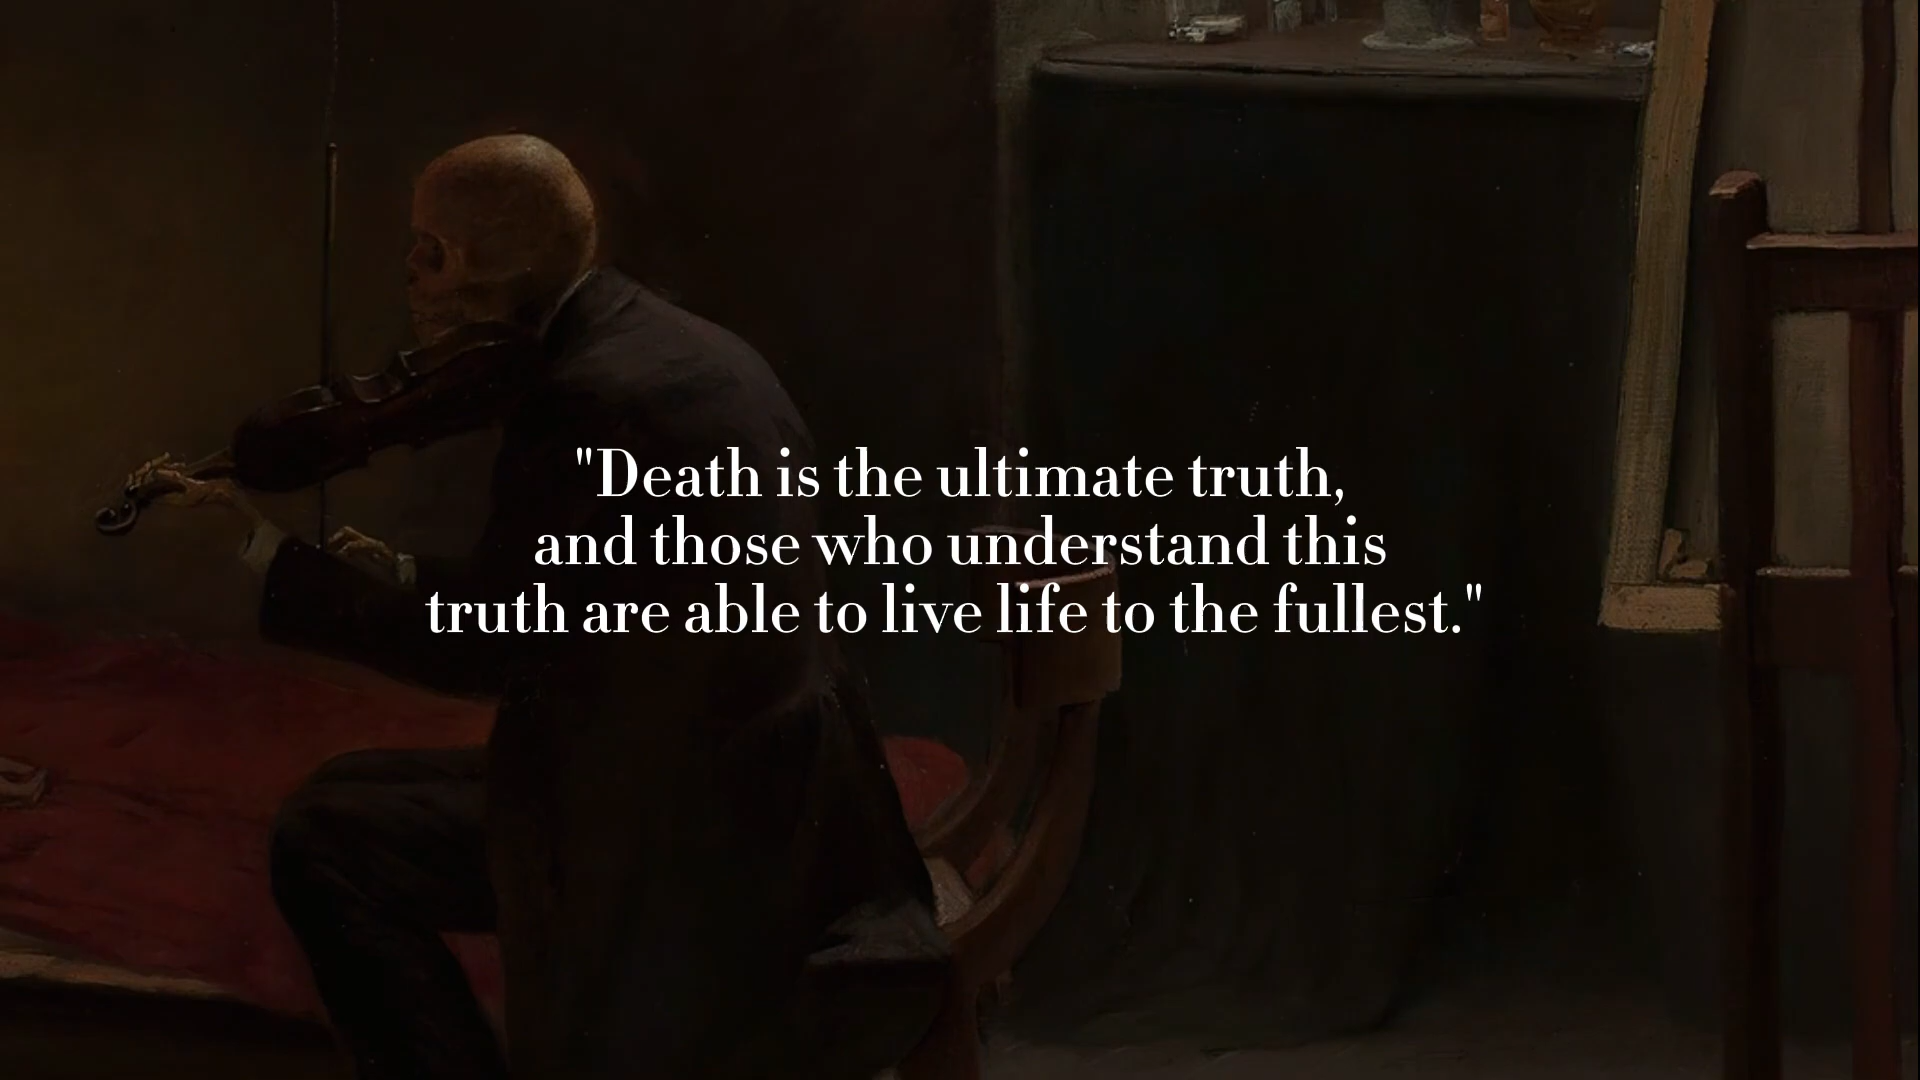 "Death is the ultimate truth,
and those who understand this
truth are able to live life to the fullest."